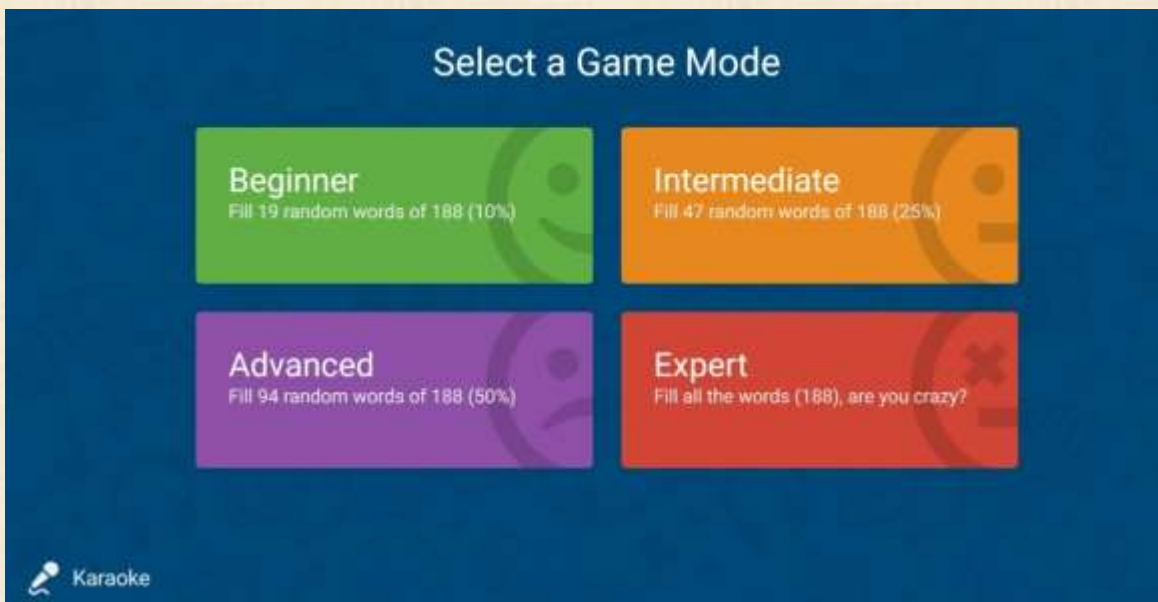 Select a Game Mode
Beginner
Fill 19 random words of 188 (10%)
Intermediate
Fill 47 random words of 188 (25%)
Advanced
Fill 94 random words of 188 (50%)
Expert
Fill all the words (188), are you crazy?
Karaoke